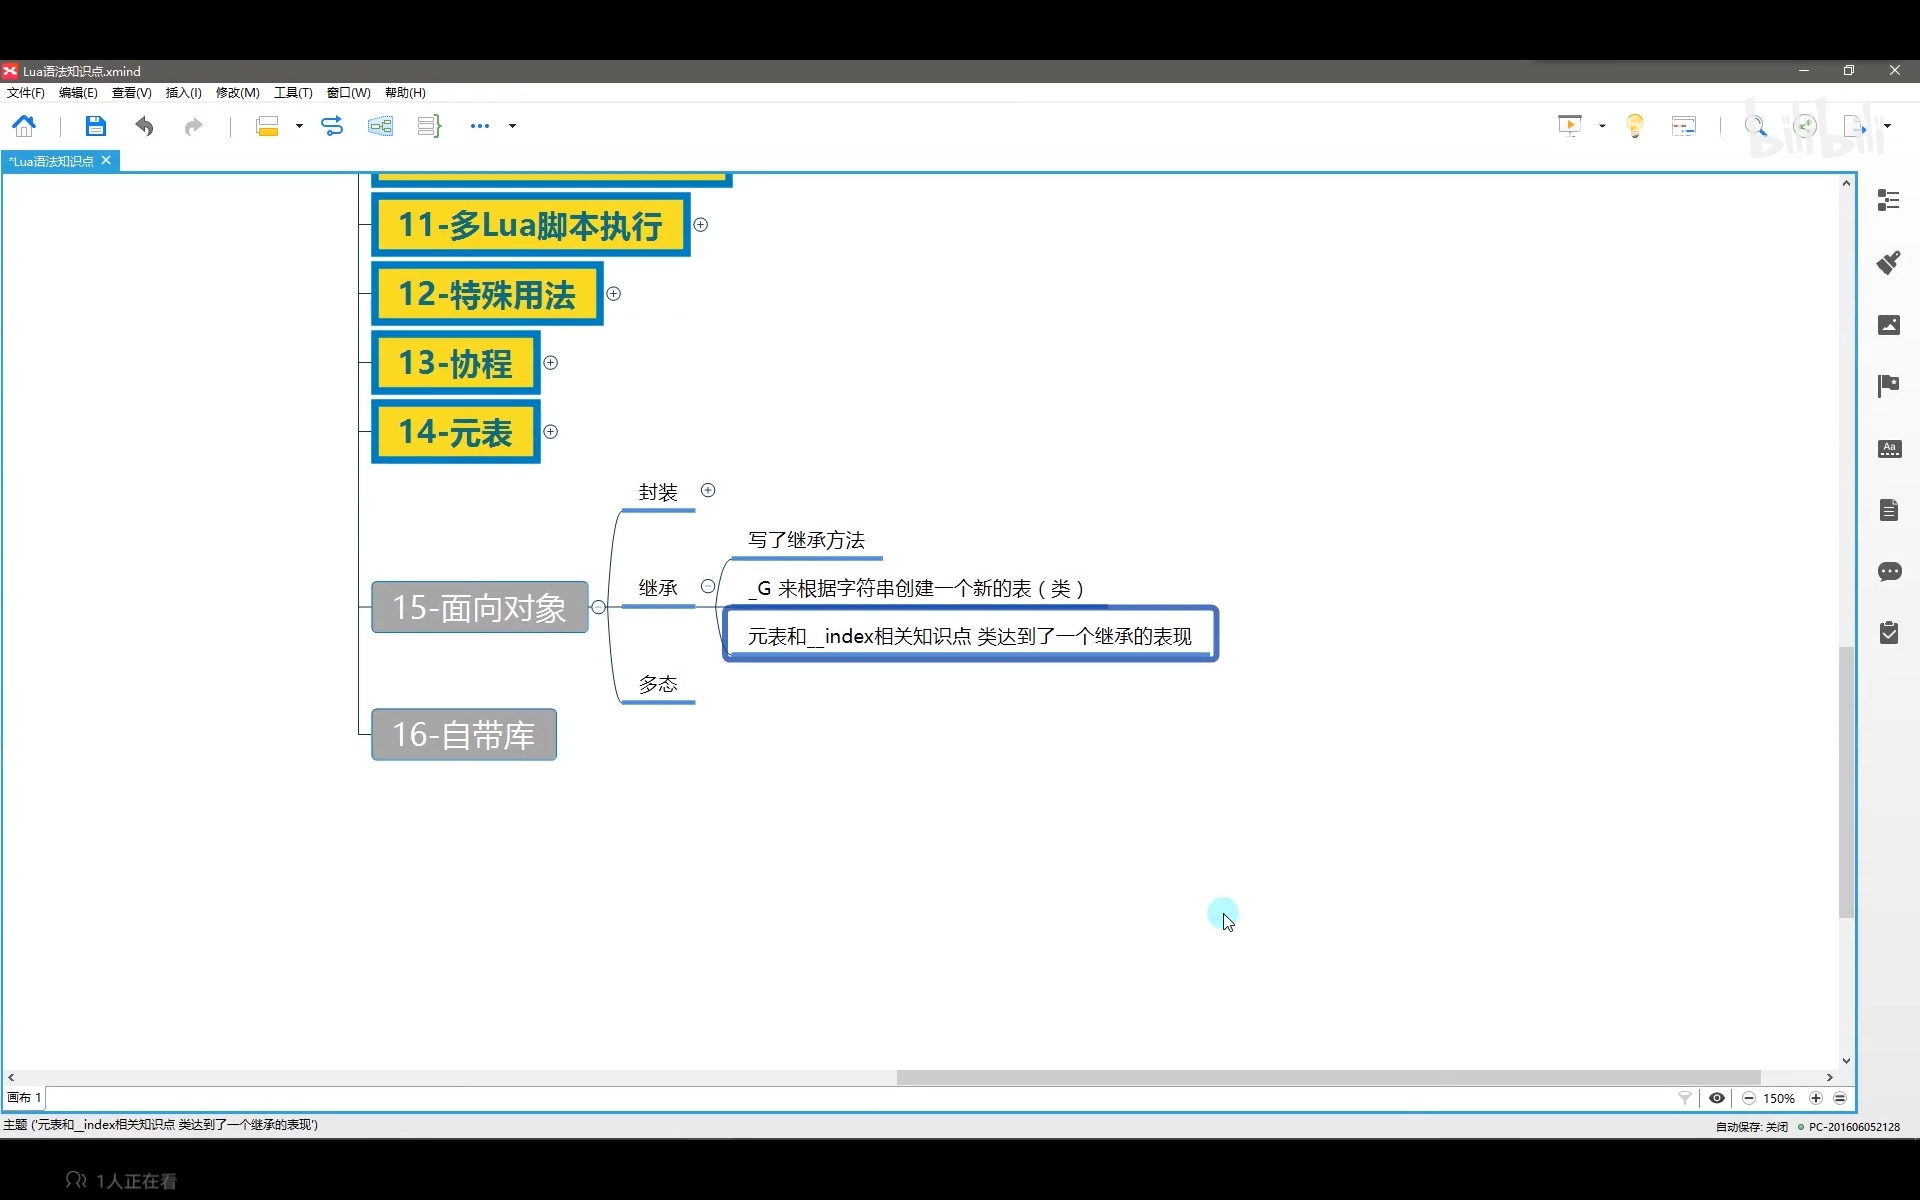 Lua语法知识点.xmind
文件(F) 编辑(E) 查看(V) 插入(I) 修改(M) 工具(T) 窗口(W) 帮助(H)
bilibili
*Lua语法知识点
11-多Lua脚本执行
12-特殊用法
13-协程
14-元表
封装
写了继承方法
继承
_G 来根据字符串创建一个新的表（类）
15-面向对象
元表和__index相关知识点 类达到了一个继承的表现
多态
16-自带库
画布 1
150%
主题 ('元表和__index相关知识点 类达到了一个继承的表现')
自动保存: 关闭 PC-201606052128
1人正在看